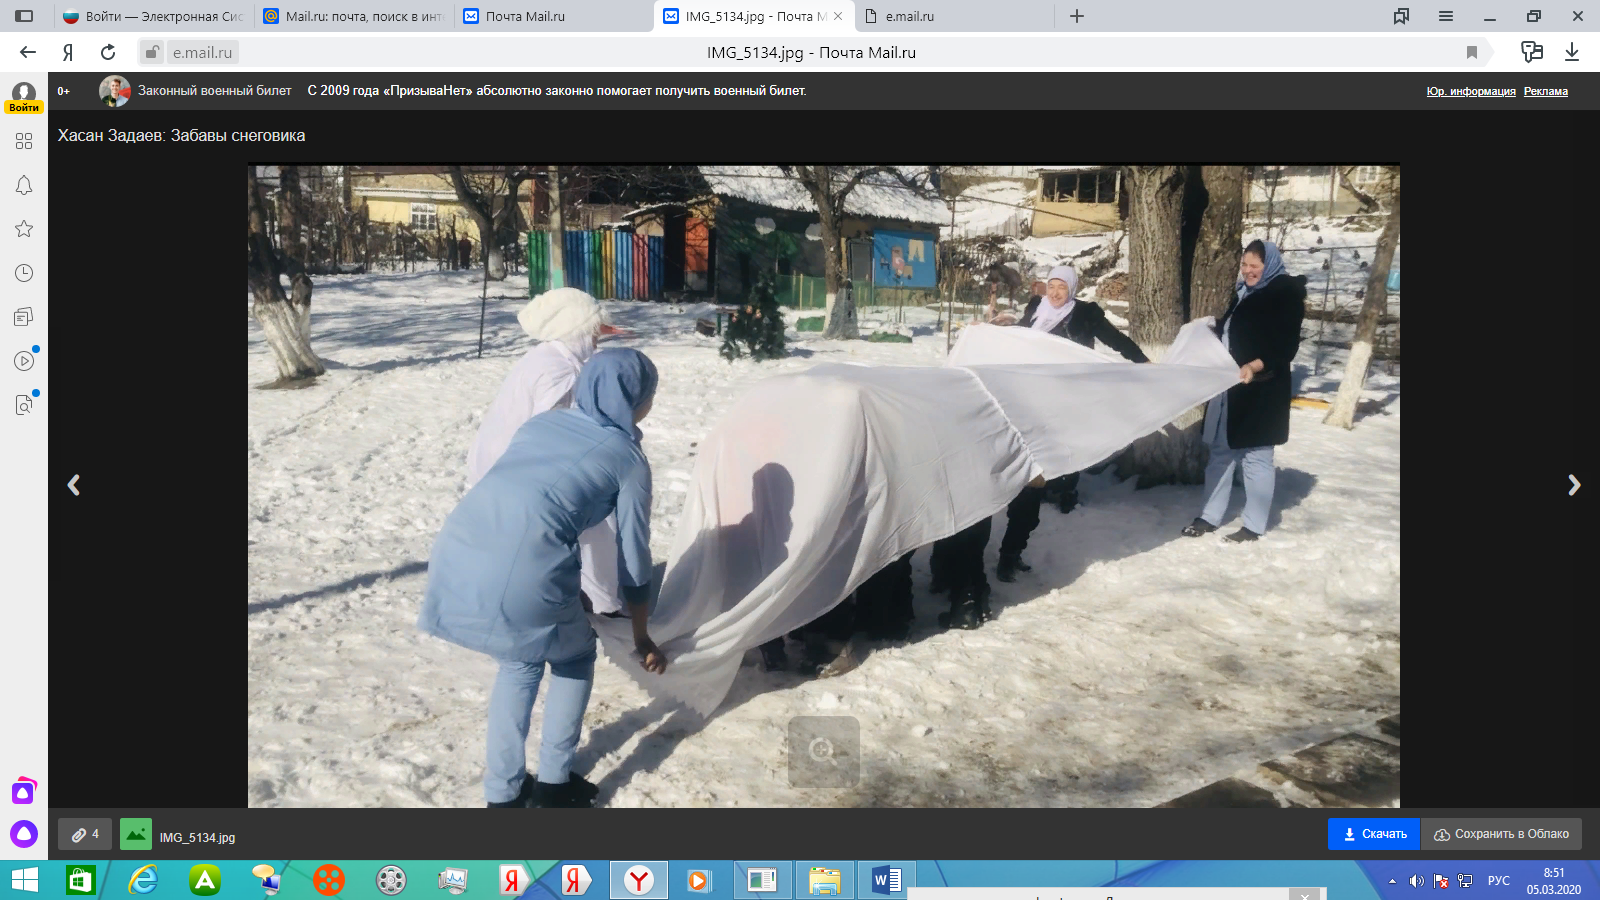 Войти — Электронная Сис
Mail.ru: почта, поиск в инте
Почта Mail.ru
IMG_5134.jpg - Почта M
e.mail.ru
Я
e.mail.ru
IMG_5134.jpg - Почта Mail.ru
Войти
0+
Законный военный билет
С 2009 года «ПризываНет» абсолютно законно помогает получить военный билет.
Юр. информация
Реклама
Хасан Задаев: Забавы снеговика
4
IMG_5134.jpg
Скачать
Сохранить в Облако
РУС
8:51
05.03.2020